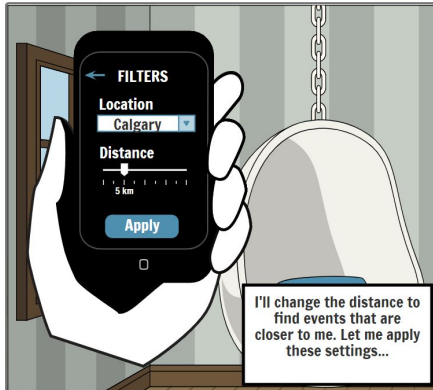 FILTERS
Location
Calgary
Distance
5 km
Apply
I'll change the distance to
find events that are
closer to me. Let me apply
these settings...